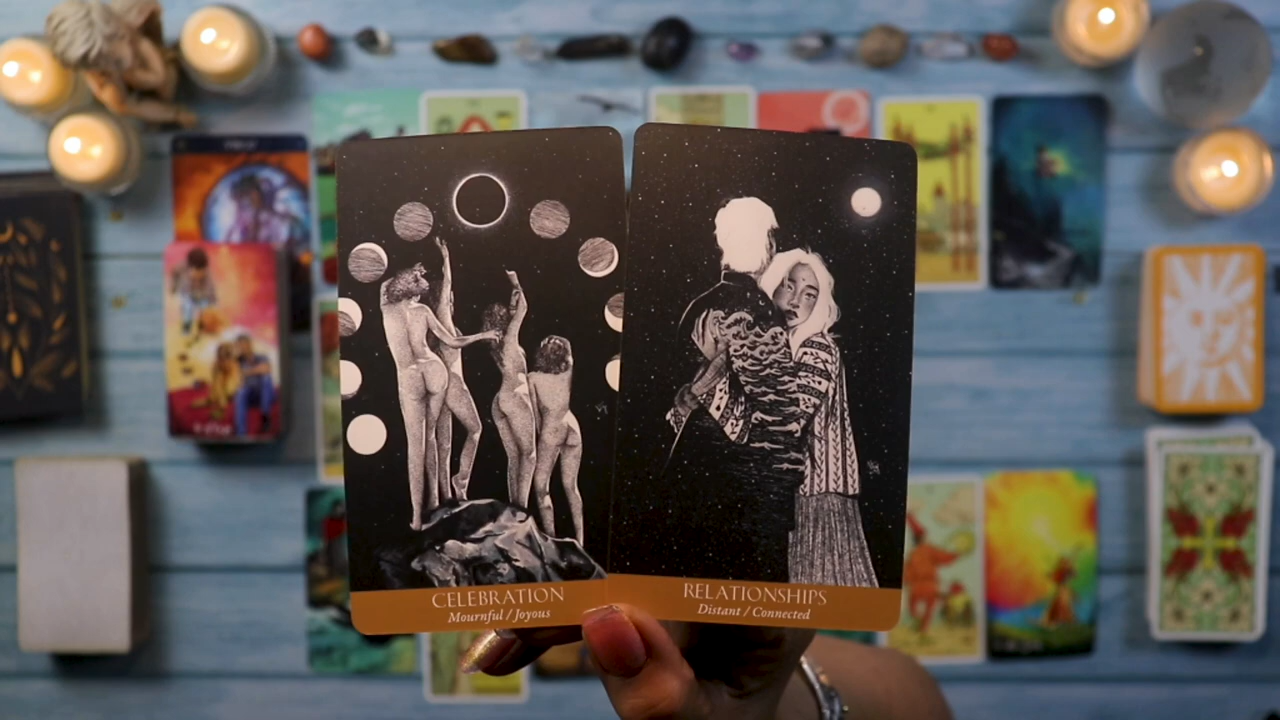 CELEBRATION
Mournful / Joyous
RELATIONSHIPS
Distant / Connected